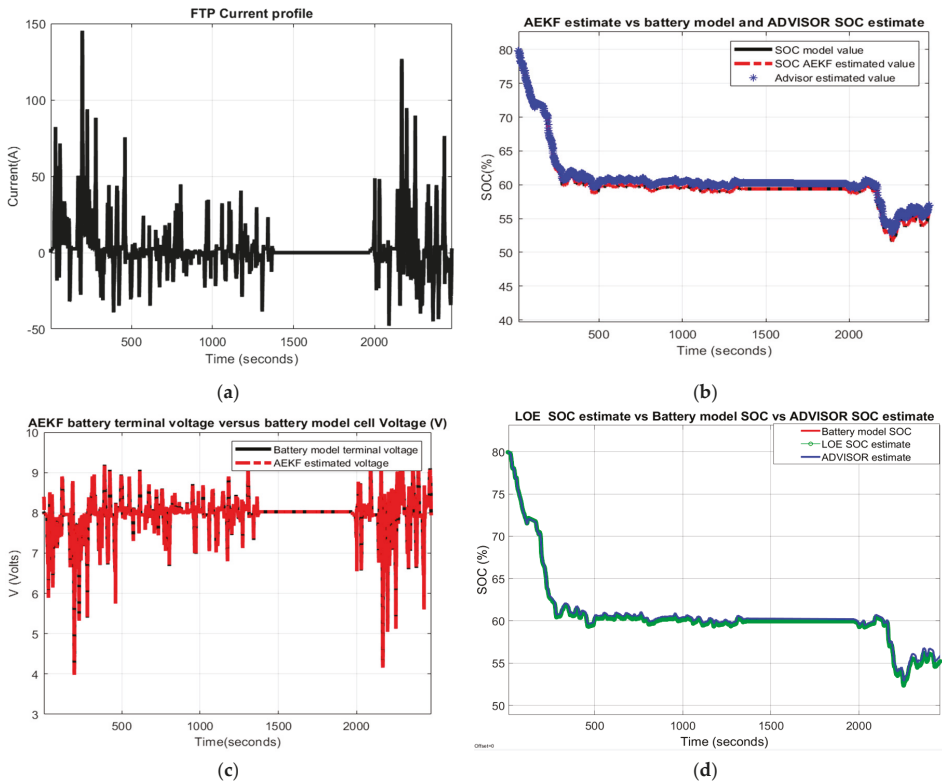 FTP Current profile
150
100
50
0
-50
Current(A)
500
1000
1500
2000
Time (seconds)
(a)
AEKF estimate vs battery model and ADVISOR SOC estimate
SOC model value
SOC AEKF estimated value
Advisor estimated value
80
75
70
65
60
55
50
45
40
SOC(%)
500
1000
1500
2000
Time (seconds)
(b)
AEKF battery terminal voltage versus battery model cell Voltage (V)
Battery model terminal voltage
AEKF estimated voltage
10
9
8
7
6
5
4
3
V (Volts)
500
1000
1500
2000
Time(seconds)
(c)
LOE SOC estimate vs Battery model SOC vs ADVISOR SOC estimate
Battery model SOC
LOE SOC estimate
ADVISOR estimate
80
70
60
55
50
SOC (%)
500
1000
1500
2000
Time (seconds)
Offset=0
(d)